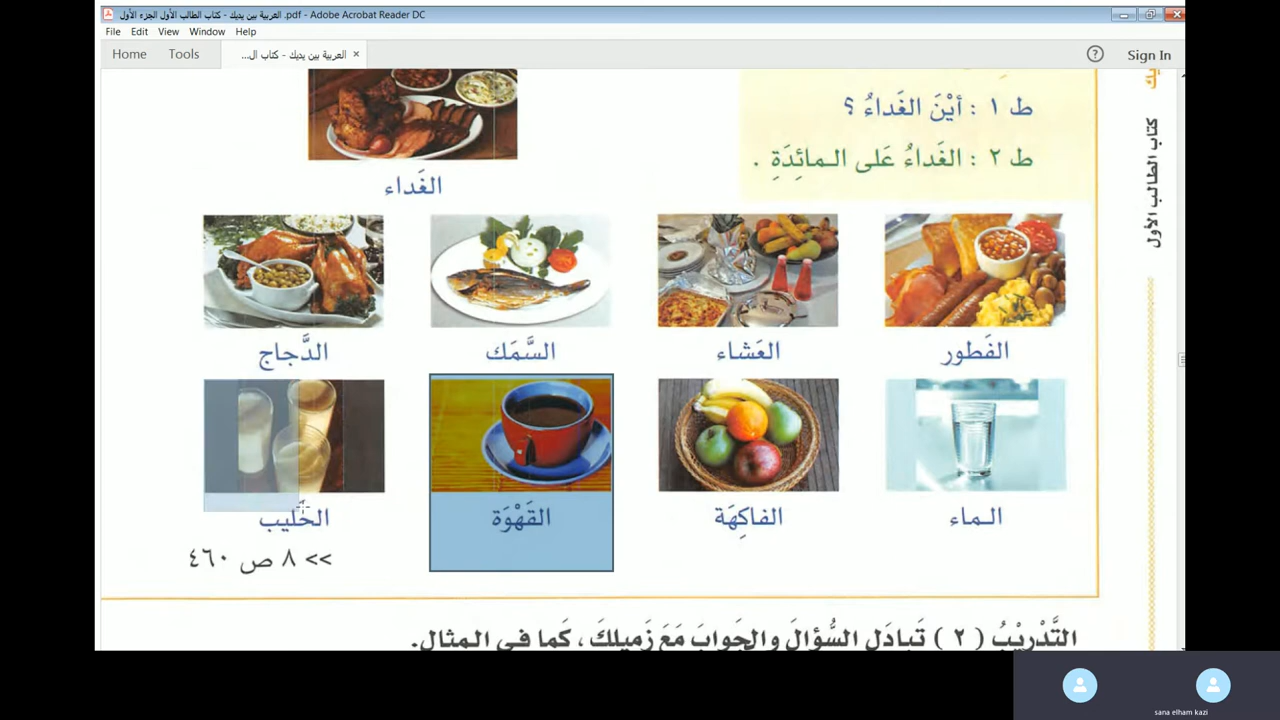 العربية بين يديك - كتاب الطالب الأول الجزء الأول .pdf - Adobe Acrobat Reader DC
File Edit View Window Help
Home Tools العربية بين يديك - كتاب ال... × ? Sign In
كتاب الطالب الأول
ط ١ : أَيْنَ الغَداءُ ؟
ط ٢ : الغَداءُ عَلى المائِدَةِ .
الغَداء
الفَطور العَشاء السَّمَك الدَّجاج
الماء الفاكِهَة القَهْوَة الحَليب
>> ٨ ص ٤٦٠
التَّدْرِيْبُ ( ٢ ) تَبادَلِ السُّؤالَ والجَوابَ مَعَ زَميلِكَ ، كَما في المِثال.
sana elham kazi